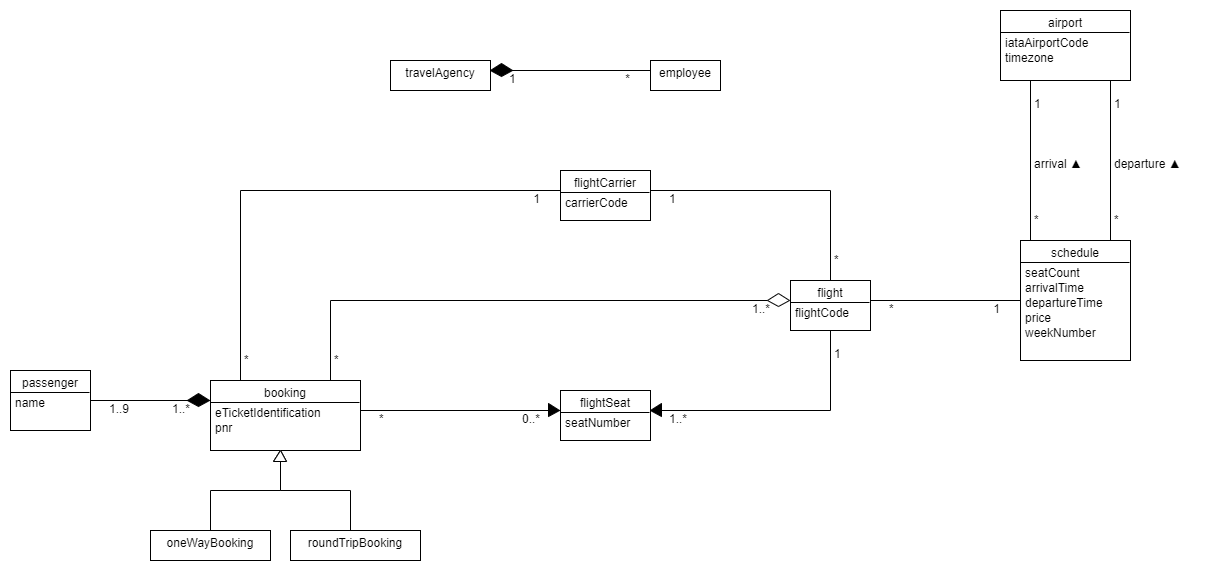 airport
iataAirportCode
timezone
travelAgency
1
*
employee
1
1
arrival ▲
departure ▲
flightCarrier
carrierCode
1
1
*
*
*
schedule
seatCount
arrivalTime
departureTime
price
weekNumber
flight
flightCode
1..*
*
1
*
*
1
passenger
name
1..9
1..*
booking
eTicketIdentification
pnr
*
0..*
flightSeat
seatNumber
1..*
oneWayBooking
roundTripBooking